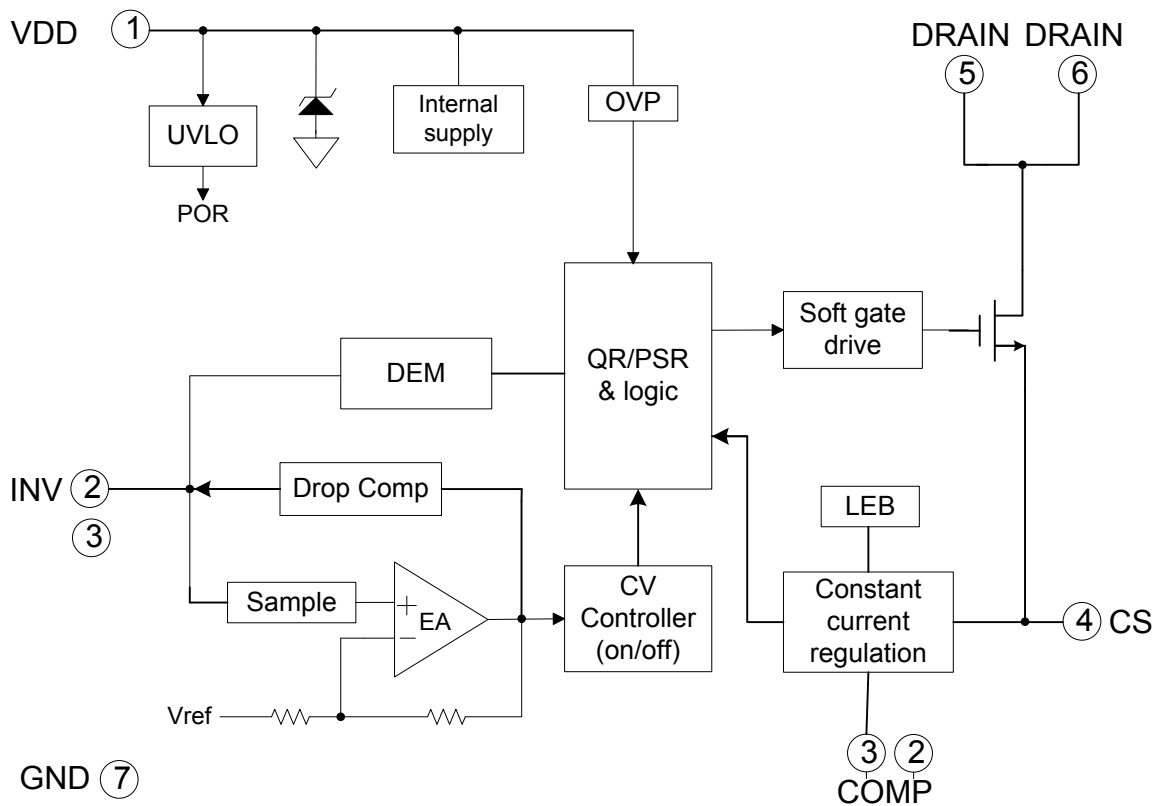 VDD 1
DRAIN DRAIN
5 6
UVLO
Internal
supply
OVP
POR
DEM
QR/PSR
& logic
Soft gate
drive
INV 2
3
Drop Comp
LEB
Sample
+
EA
−
CV
Controller
(on/off)
Constant
current
regulation
4 CS
Vref
3 2
COMP
GND 7